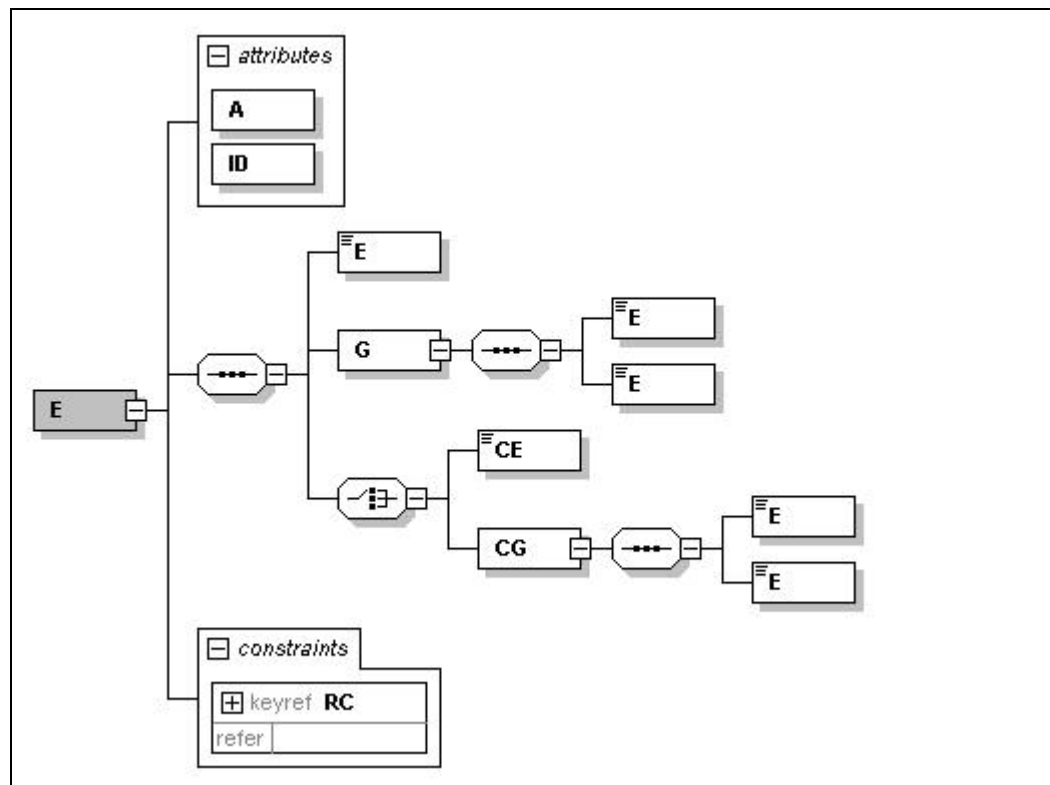 attributes
A
ID
E
G
E
E
E
CE
CG
E
E
constraints
keyref RC
refer